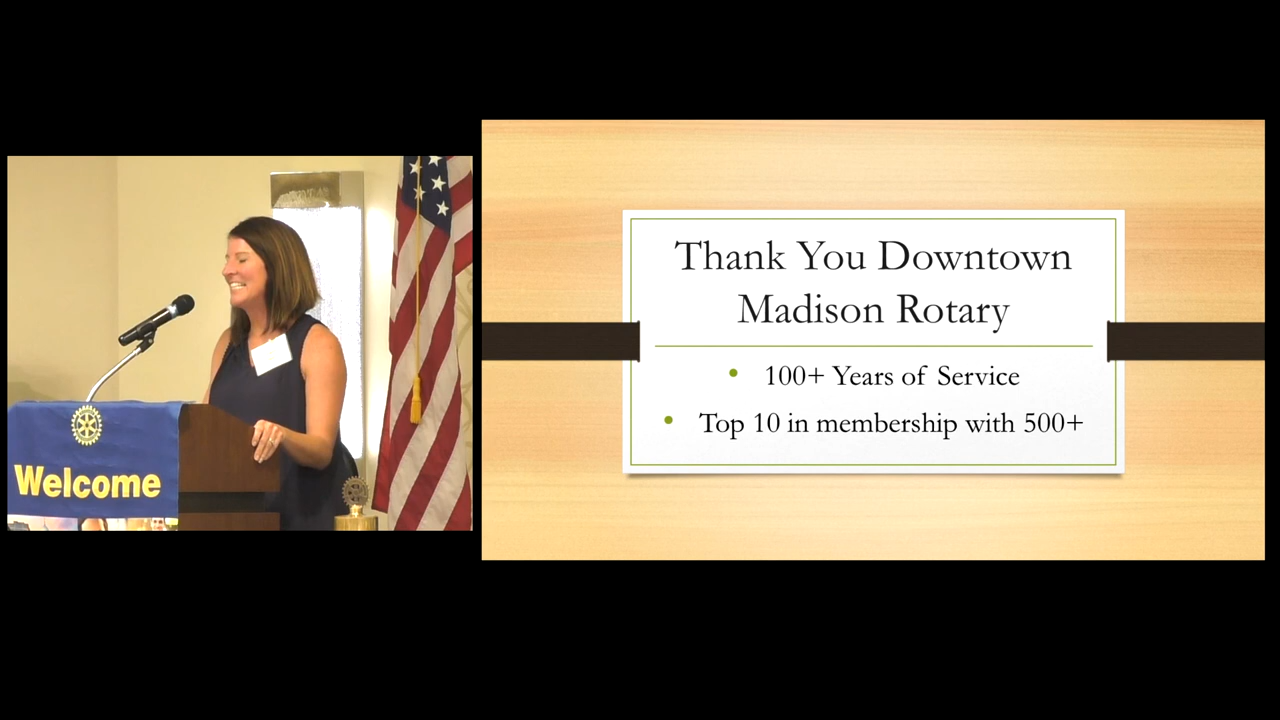 Welcome
Thank You Downtown
Madison Rotary
• 100+ Years of Service
• Top 10 in membership with 500+